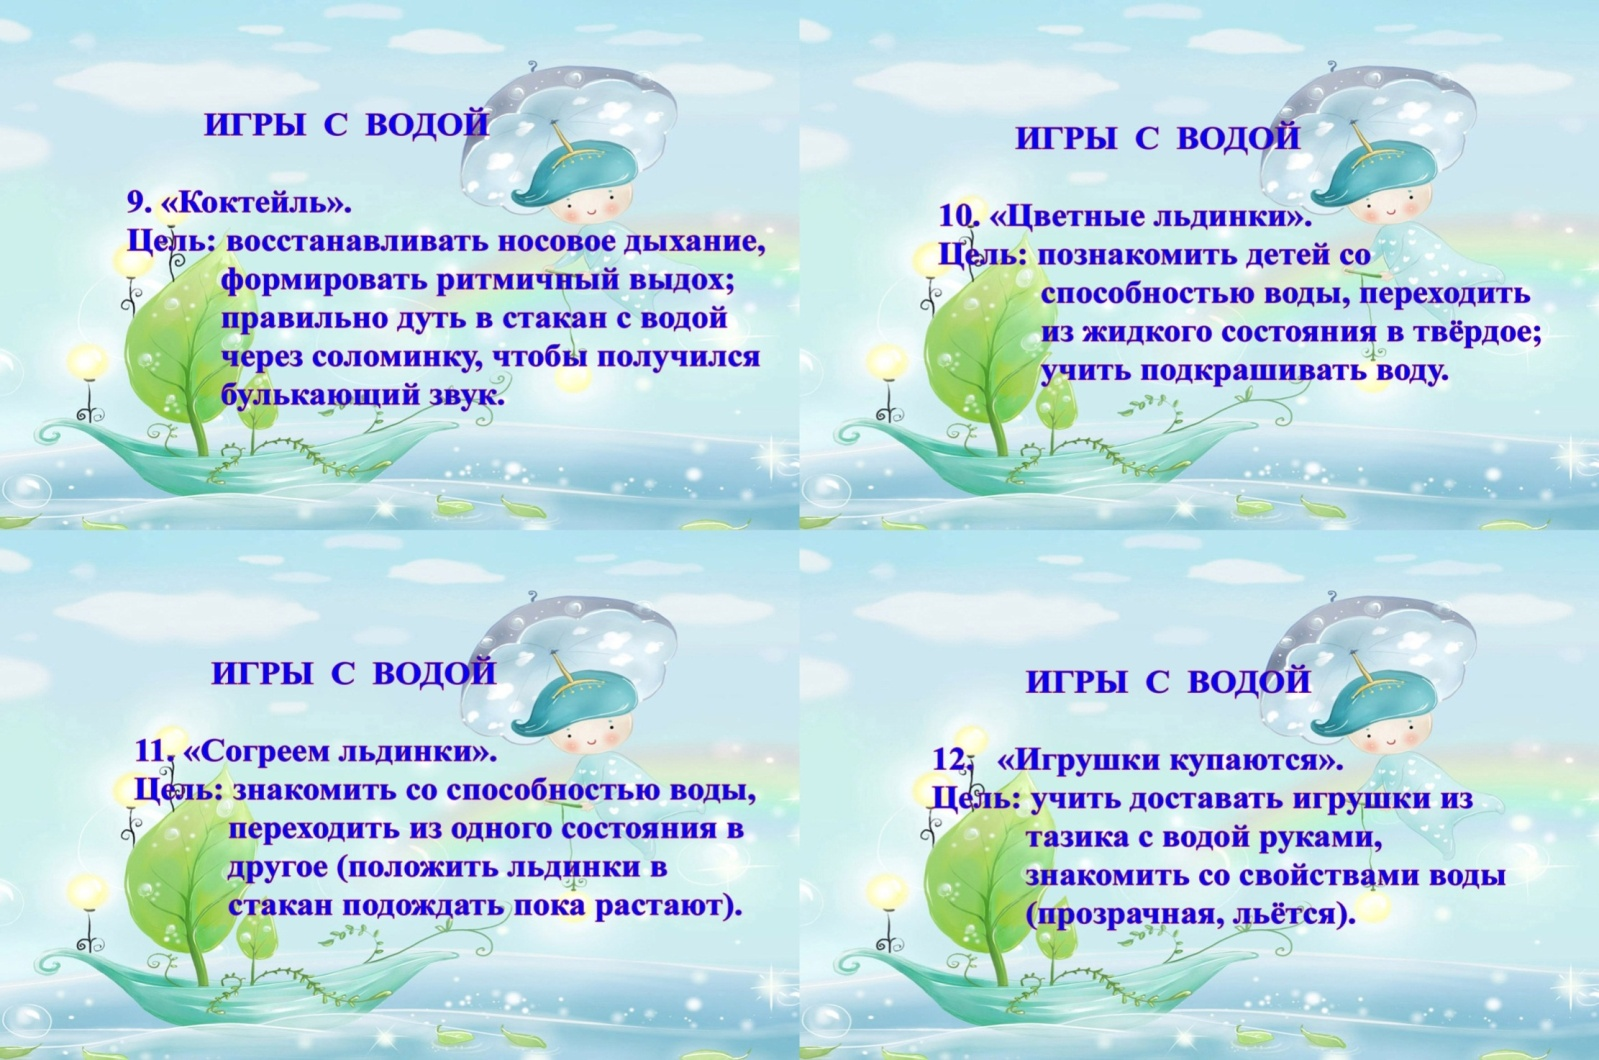 ИГРЫ С ВОДОЙ
9. «Коктейль».
Цель: восстанавливать носовое дыхание,
формировать ритмичный выдох;
правильно дуть в стакан с водой
через соломинку, чтобы получился
булькающий звук.
ИГРЫ С ВОДОЙ
10. «Цветные льдинки».
Цель: познакомить детей со
способностью воды, переходить
из жидкого состояния в твёрдое;
учить подкрашивать воду.
ИГРЫ С ВОДОЙ
11. «Согреем льдинки».
Цель: знакомить со способностью воды,
переходить из одного состояния в
другое (положить льдинки в
стакан подождать пока растают).
ИГРЫ С ВОДОЙ
12. «Игрушки купаются».
Цель: учить доставать игрушки из
тазика с водой руками,
знакомить со свойствами воды
(прозрачная, льётся).